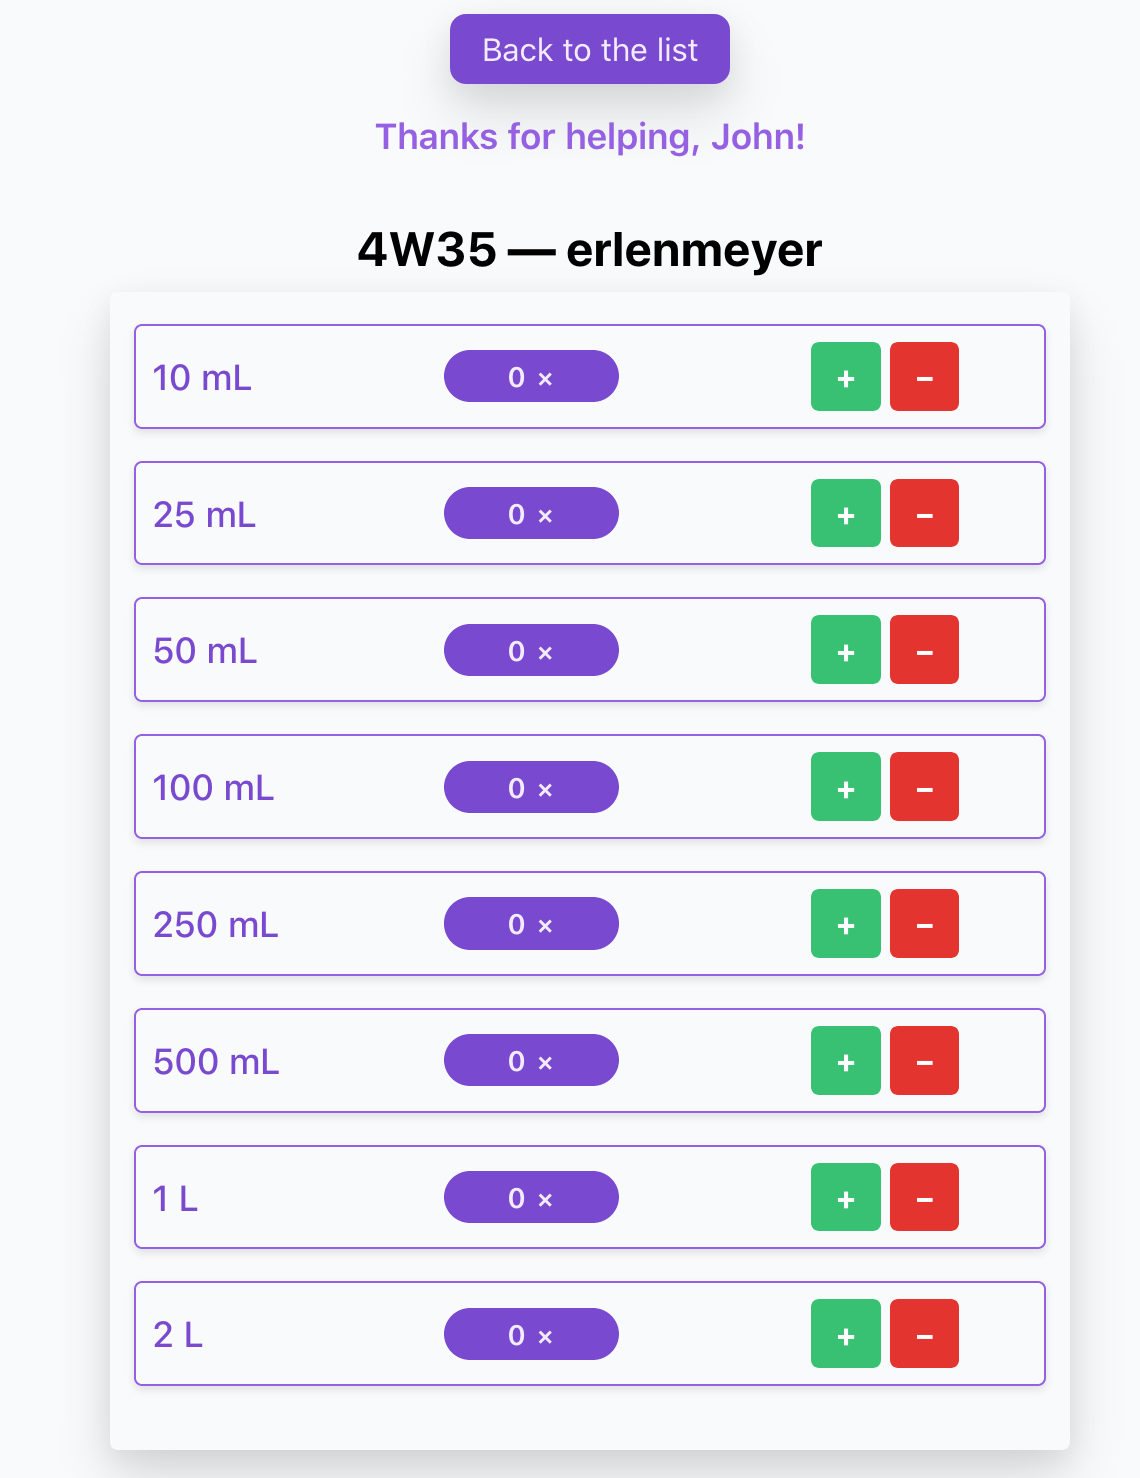 Back to the list
Thanks for helping, John!
4W35 — erlenmeyer
10 mL 0 × + −
25 mL 0 × + −
50 mL 0 × + −
100 mL 0 × + −
250 mL 0 × + −
500 mL 0 × + −
1 L 0 × + −
2 L 0 × + −